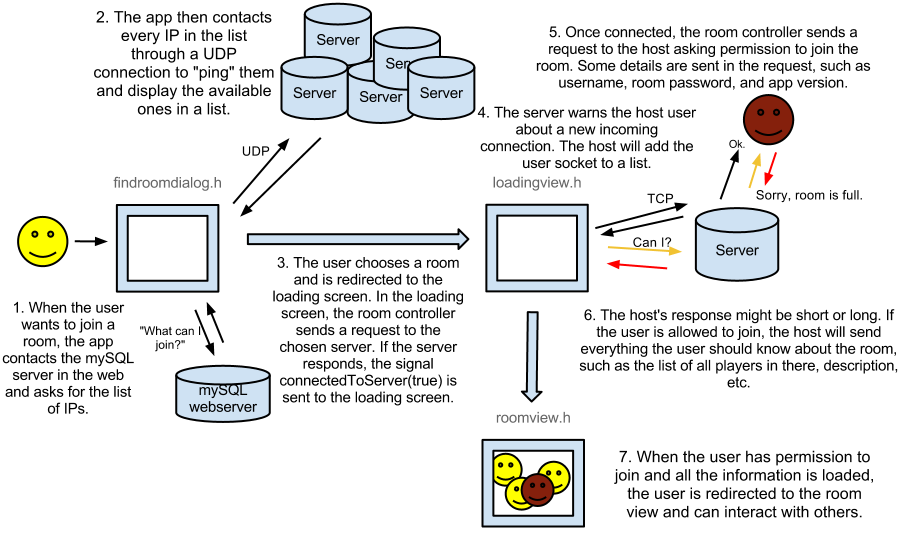 2. The app then contacts
every IP in the list
through a UDP
connection to "ping" them
and display the available
ones in a list.
Server
Server
Server
Server
Server
5. Once connected, the room controller sends a
request to the host asking permission to join the
room. Some details are sent in the request, such as
username, room password, and app version.
4. The server warns the host user
about a new incoming
connection. The host will add the
user socket to a list.
UDP
Ok.
findroomdialog.h
loadingview.h
TCP
Sorry, room is full.
Can I?
Server
3. The user chooses a room
and is redirected to the
loading screen. In the loading
screen, the room controller
sends a request to the
chosen server. If the server
responds, the signal
connectedToServer(true) is
sent to the loading screen.
1. When the user
wants to join a
room, the app
contacts the mySQL
server in the web
and asks for the list
of IPs.
"What can I
join?"
mySQL
webserver
6. The host's response might be short or long. If
the user is allowed to join, the host will send
everything the user should know about the room,
such as the list of all players in there, description,
etc.
roomview.h
7. When the user has permission to
join and all the information is loaded,
the user is redirected to the room
view and can interact with others.